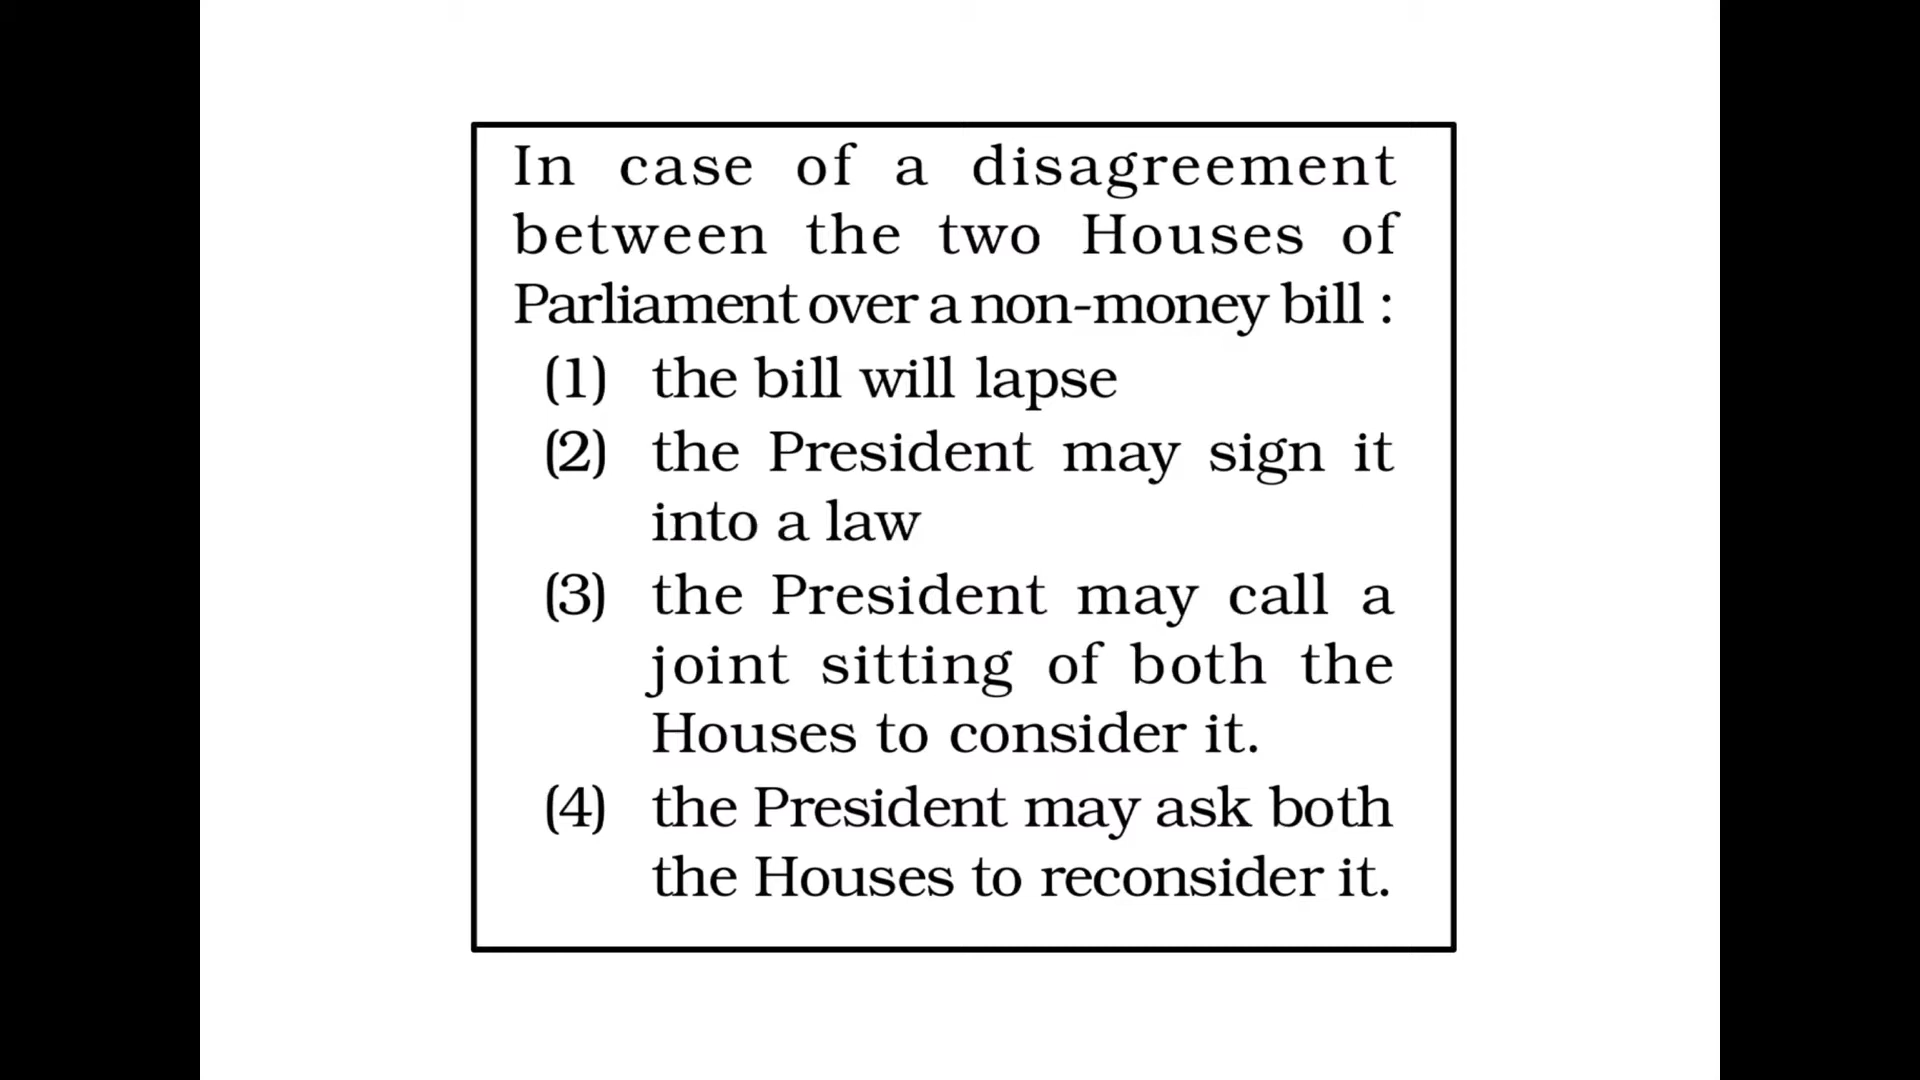 In case of a disagreement
between the two Houses of
Parliament over a non-money bill :
(1) the bill will lapse
(2) the President may sign it
into a law
(3) the President may call a
joint sitting of both the
Houses to consider it.
(4) the President may ask both
the Houses to reconsider it.